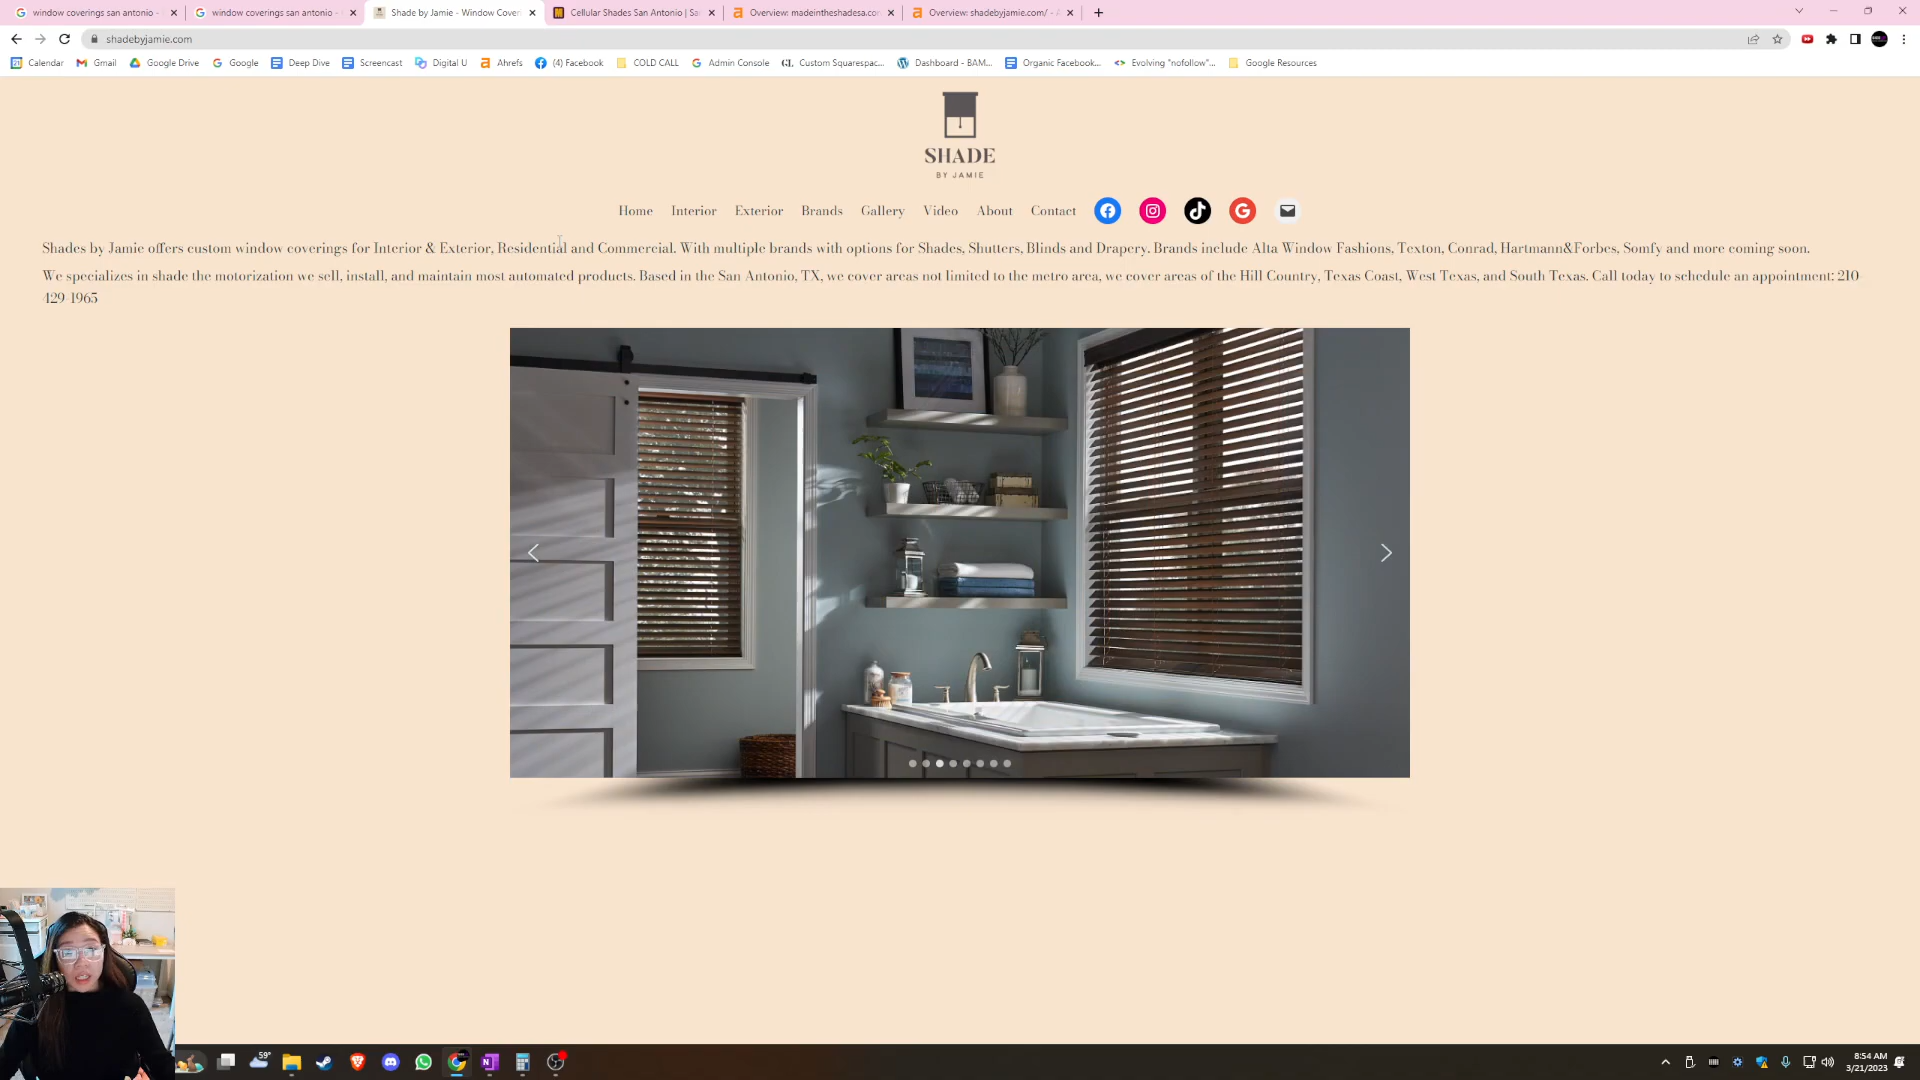 window coverings san antonio -
window coverings san antonio -
Shade by Jamie - Window Cover
Cellular Shades San Antonio | Sa
Overview: madeintheshadesa.co
Overview: shadebyjamie.com/ - A
shadebyjamie.com
Calendar
Gmail
Google Drive
Google
Deep Dive
Screencast
Digital U
Ahrefs
(4) Facebook
COLD CALL
Admin Console
Custom Squarespac...
Dashboard - BAM...
Organic Facebook...
Evolving "nofollow"...
Google Resources
SHADE
BY JAMIE
Home
Interior
Exterior
Brands
Gallery
Video
About
Contact
Shades by Jamie offers custom window coverings for Interior & Exterior, Residential and Commercial. With multiple brands with options for Shades, Shutters, Blinds and Drapery. Brands include Alta Window Fashions, Texton, Conrad, Hartmann&Forbes, Somfy and more coming soon.
We specializes in shade the motorization we sell, install, and maintain most automated products. Based in the San Antonio, TX, we cover areas not limited to the metro area, we cover areas of the Hill Country, Texas Coast, West Texas, and South Texas. Call today to schedule an appointment: 210-
429-1965
59°
8:54 AM
3/21/2023